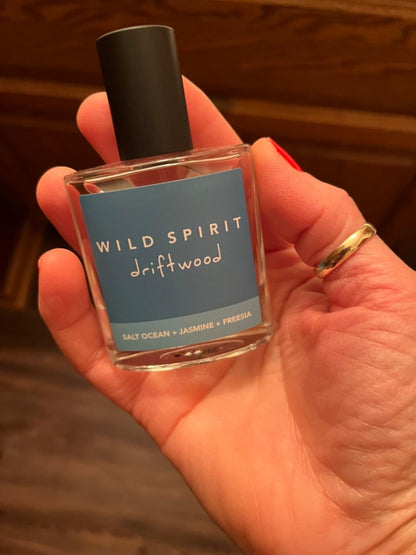 WILD SPIRIT
driftwood
SALT OCEAN + JASMINE + FREESIA